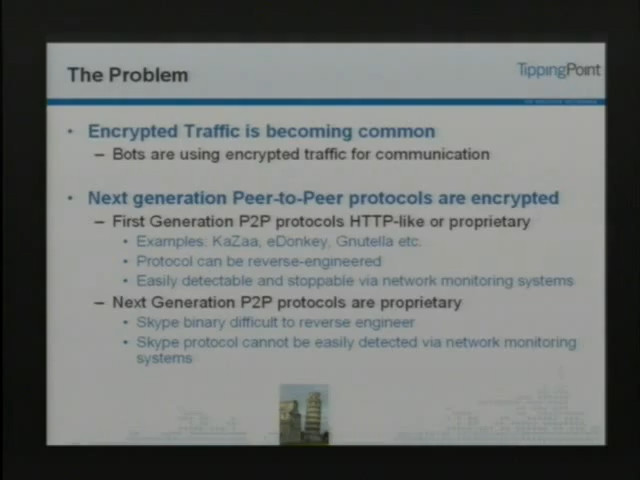 The Problem
TippingPoint
• Encrypted Traffic is becoming common
– Bots are using encrypted traffic for communication
• Next generation Peer-to-Peer protocols are encrypted
– First Generation P2P protocols HTTP-like or proprietary
• Examples: KaZaa, eDonkey, Gnutella etc.
• Protocol can be reverse-engineered
• Easily detectable and stoppable via network monitoring systems
– Next Generation P2P protocols are proprietary
• Skype binary difficult to reverse engineer
• Skype protocol cannot be easily detected via network monitoring
systems